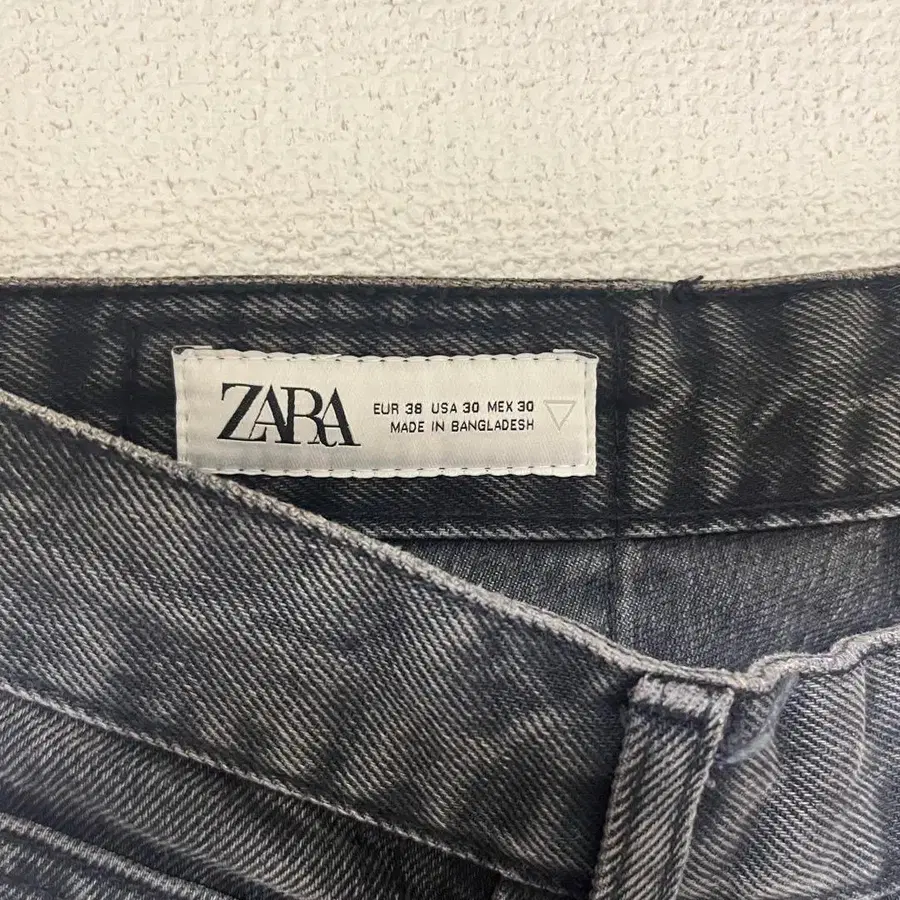 ZARA
EUR 38 USA 30 MEX 30
MADE IN BANGLADESH